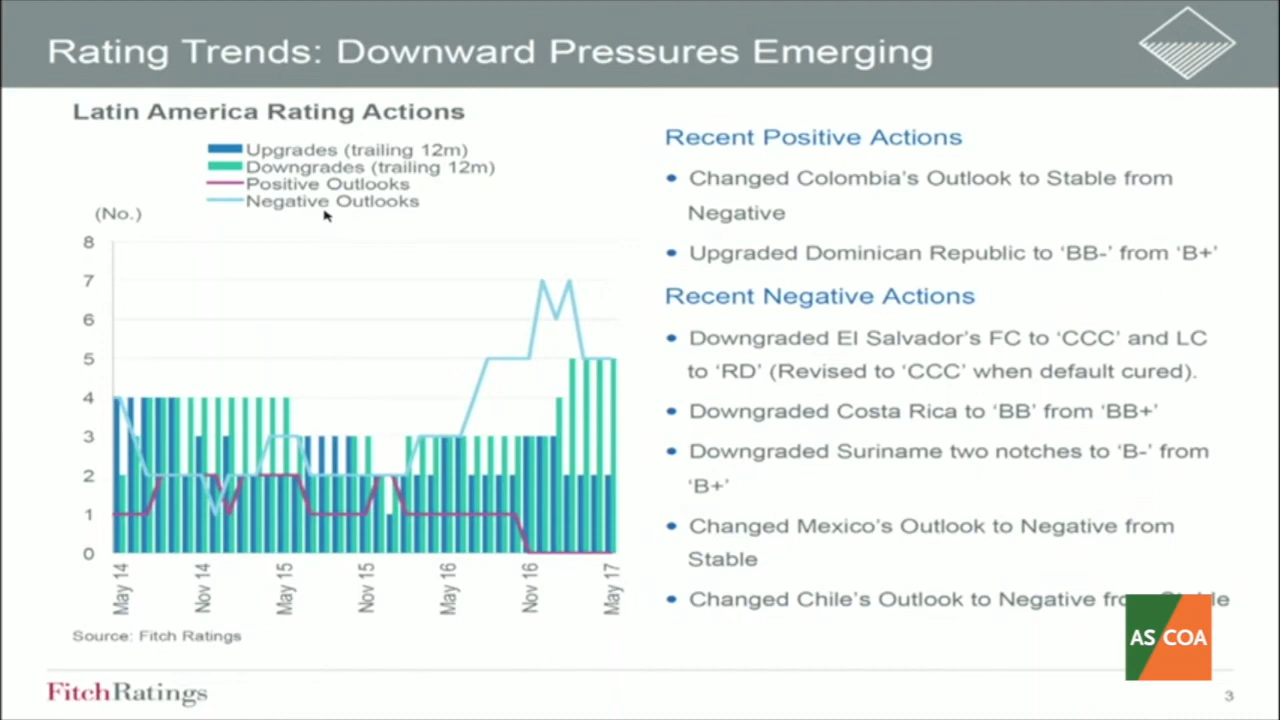 Rating Trends: Downward Pressures Emerging
Latin America Rating Actions
Upgrades (trailing 12m)
Downgrades (trailing 12m)
Positive Outlooks
Negative Outlooks
(No.)
8
7
6
5
4
3
2
1
0
May 14
Nov 14
May 15
Nov 15
May 16
Nov 16
May 17
Source: Fitch Ratings
Recent Positive Actions
• Changed Colombia's Outlook to Stable from
Negative
• Upgraded Dominican Republic to 'BB-' from 'B+'
Recent Negative Actions
• Downgraded El Salvador's FC to 'CCC' and LC
to 'RD' (Revised to 'CCC' when default cured).
• Downgraded Costa Rica to 'BB' from 'BB+'
• Downgraded Suriname two notches to 'B-' from
'B+'
• Changed Mexico's Outlook to Negative from
Stable
• Changed Chile's Outlook to Negative
AS COA
FitchRatings
3